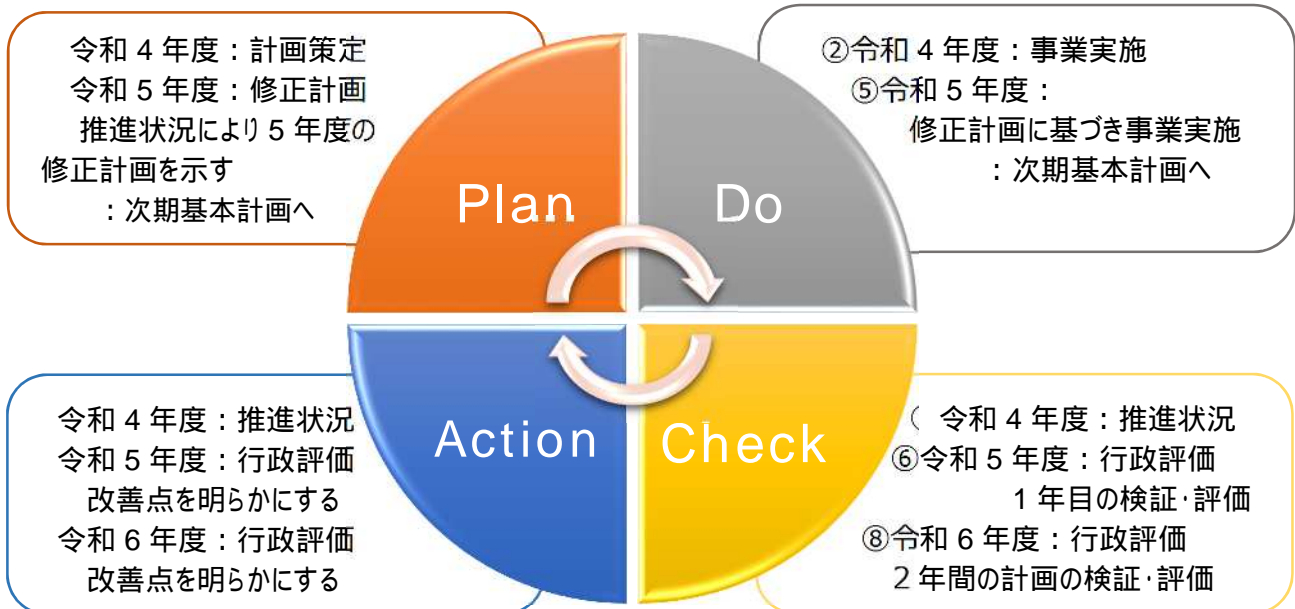 令和４年度：計画策定
令和５年度：修正計画
推進状況により５年度の
修正計画を示す
：次期基本計画へ
Plan
②令和４年度：事業実施
⑤令和５年度：
修正計画に基づき事業実施
：次期基本計画へ
Do
令和４年度：推進状況
令和５年度：行政評価
改善点を明らかにする
令和６年度：行政評価
改善点を明らかにする
Action
令和４年度：推進状況
⑥令和５年度：行政評価
１年目の検証・評価
⑧令和６年度：行政評価
２年間の計画の検証・評価
Check